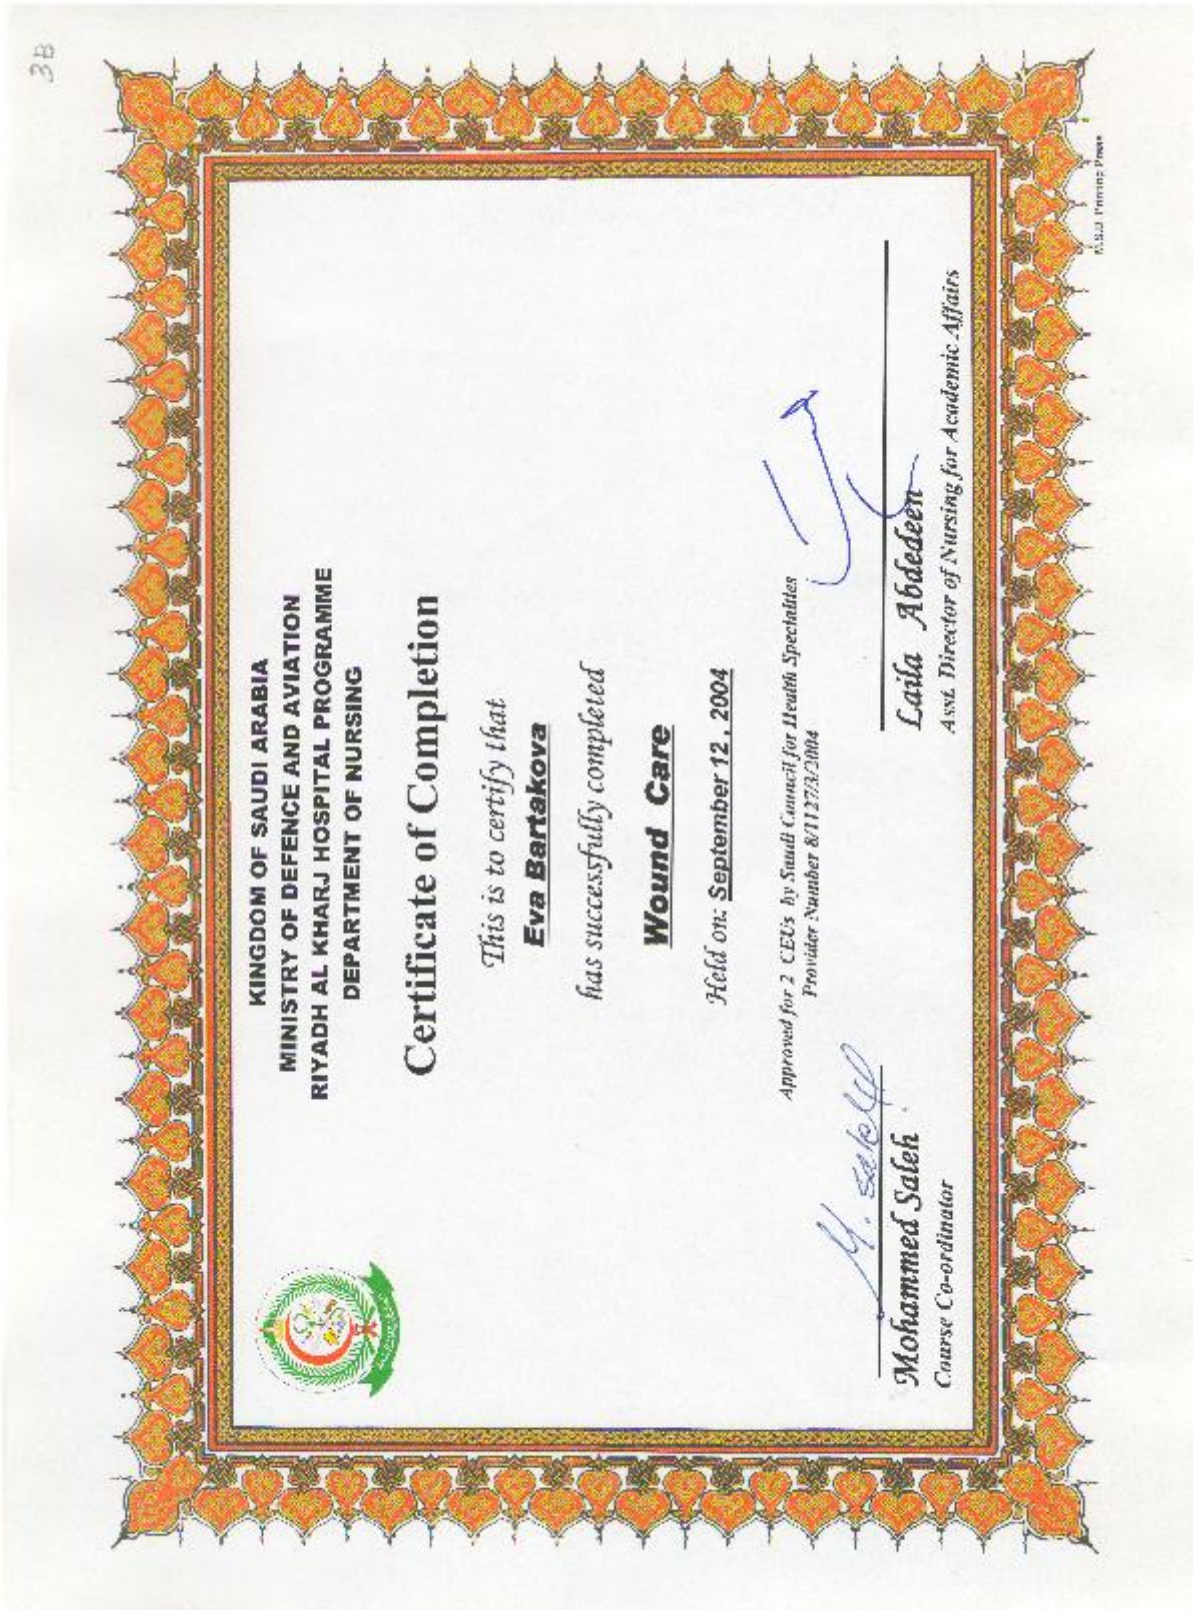 3B
KINGDOM OF SAUDI ARABIA
MINISTRY OF DEFENCE AND AVIATION
RIYADH AL KHARJ HOSPITAL PROGRAMME
DEPARTMENT OF NURSING
Certificate of Completion
This is to certify that
Eva Bartakova
has successfully completed
Wound Care
Held on: September 12, 2004
Approved for 2 CEUs by Saudi Council for Health Specialties
Provider Number 8/1127/3/2004
M. Saleh
Mohammed Saleh
Course Co-ordinator
Laila Abdedeen
Asst. Director of Nursing for Academic Affairs
M.S.D. Printing Press